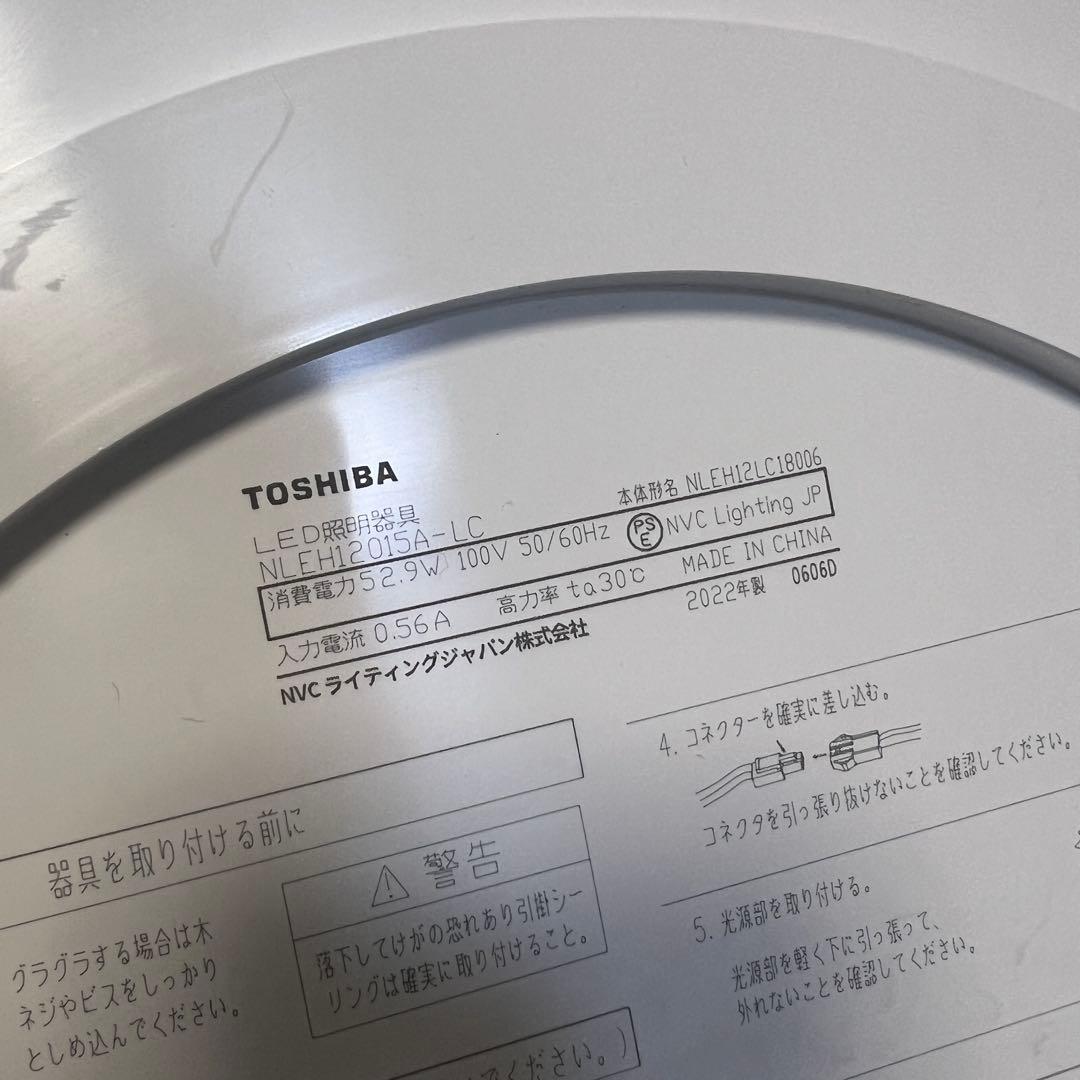 TOSHIBA
LED照明器具
NLEH12015A-LC
本体形名 NLEH12LC18006
消費電力52.9W 100V 50/60Hz
PS
E
NVC Lighting JP
入力電流 0.56A 高力率 ta30℃ MADE IN CHINA
NVCライティングジャパン株式会社
2022年製 0606D
器具を取り付ける前に
グラグラする場合は木
ネジやビスをしっかり
としめ込んでください。
警告
落下してけがの恐れあり引掛シー
リングは確実に取り付けること。
てください。)
4. コネクターを確実に差し込む。
コネクタを引っ張り抜けないことを確認してください。
5. 光源部を取り付ける。
光源部を軽く下に引っ張って、
外れないことを確認してください。